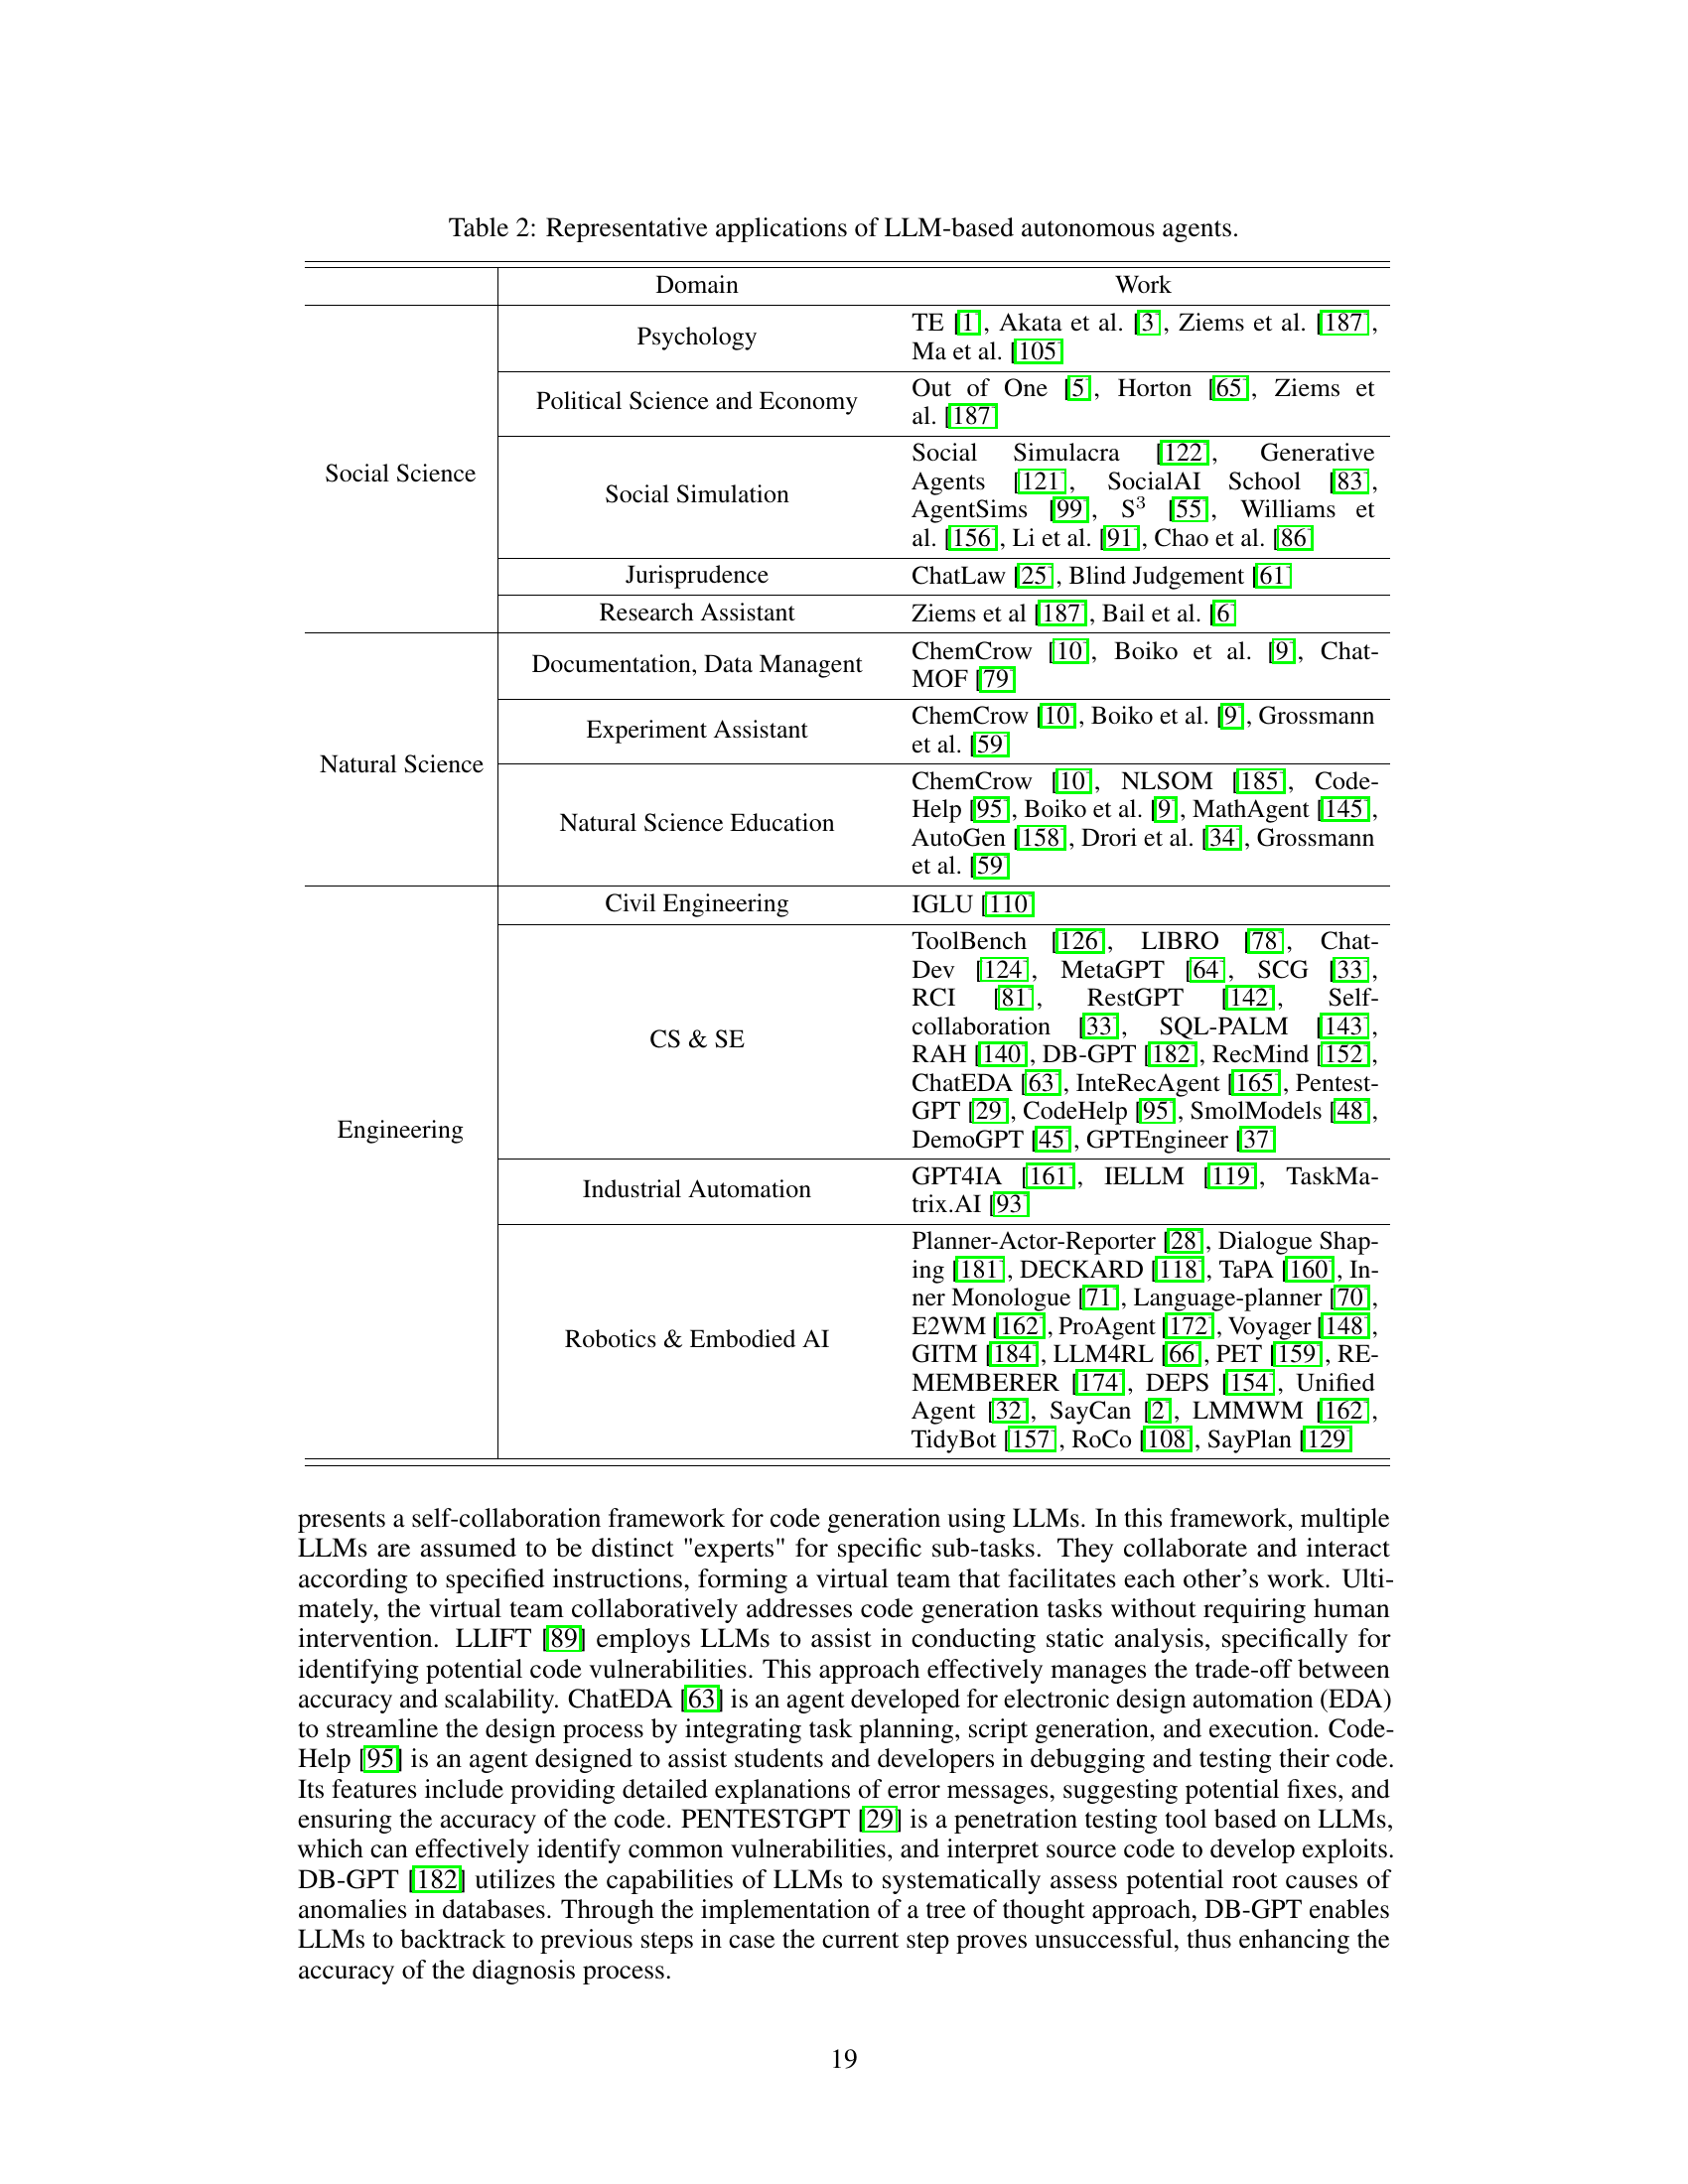 Table 2: Representative applications of LLM-based autonomous agents.
Domain Work
Social Science
Psychology
TE [1], Akata et al. [3], Ziems et al. [187],
Ma et al. [105]
Political Science and Economy
Out of One [5], Horton [65], Ziems et
al. [187]
Social Simulation
Social Simulacra [122], Generative
Agents [121], SocialAI School [83],
AgentSims [99], S³ [55], Williams et
al. [156], Li et al. [91], Chao et al. [86]
Jurisprudence
ChatLaw [25], Blind Judgement [61]
Research Assistant
Ziems et al [187], Bail et al. [6]
Natural Science
Documentation, Data Managent
ChemCrow [10], Boiko et al. [9], Chat-
MOF [79]
Experiment Assistant
ChemCrow [10], Boiko et al. [9], Grossmann
et al. [59]
Natural Science Education
ChemCrow [10], NLSOM [185], Code-
Help [95], Boiko et al. [9], MathAgent [145],
AutoGen [158], Drori et al. [34], Grossmann
et al. [59]
Engineering
Civil Engineering
IGLU [110]
CS & SE
ToolBench [126], LIBRO [78], Chat-
Dev [124], MetaGPT [64], SCG [33],
RCI [81], RestGPT [142], Self-
collaboration [33], SQL-PALM [143],
RAH [140], DB-GPT [182], RecMind [152],
ChatEDA [63], InteRecAgent [165], Pentest-
GPT [29], CodeHelp [95], SmolModels [48],
DemoGPT [45], GPTEngineer [37]
Industrial Automation
GPT4IA [161], IELLM [119], TaskMa-
trix.AI [93]
Robotics & Embodied AI
Planner-Actor-Reporter [28], Dialogue Shap-
ing [181], DECKARD [118], TaPA [160], In-
ner Monologue [71], Language-planner [70],
E2WM [162], ProAgent [172], Voyager [148],
GITM [184], LLM4RL [66], PET [159], RE-
MEMBERER [174], DEPS [154], Unified
Agent [32], SayCan [2], LMMWM [162],
TidyBot [157], RoCo [108], SayPlan [129]
presents a self-collaboration framework for code generation using LLMs. In this framework, multiple
LLMs are assumed to be distinct "experts" for specific sub-tasks. They collaborate and interact
according to specified instructions, forming a virtual team that facilitates each other's work. Ulti-
mately, the virtual team collaboratively addresses code generation tasks without requiring human
intervention. LLIFT [89] employs LLMs to assist in conducting static analysis, specifically for
identifying potential code vulnerabilities. This approach effectively manages the trade-off between
accuracy and scalability. ChatEDA [63] is an agent developed for electronic design automation (EDA)
to streamline the design process by integrating task planning, script generation, and execution. Code-
Help [95] is an agent designed to assist students and developers in debugging and testing their code.
Its features include providing detailed explanations of error messages, suggesting potential fixes, and
ensuring the accuracy of the code. PENTESTGPT [29] is a penetration testing tool based on LLMs,
which can effectively identify common vulnerabilities, and interpret source code to develop exploits.
DB-GPT [182] utilizes the capabilities of LLMs to systematically assess potential root causes of
anomalies in databases. Through the implementation of a tree of thought approach, DB-GPT enables
LLMs to backtrack to previous steps in case the current step proves unsuccessful, thus enhancing the
accuracy of the diagnosis process.
19